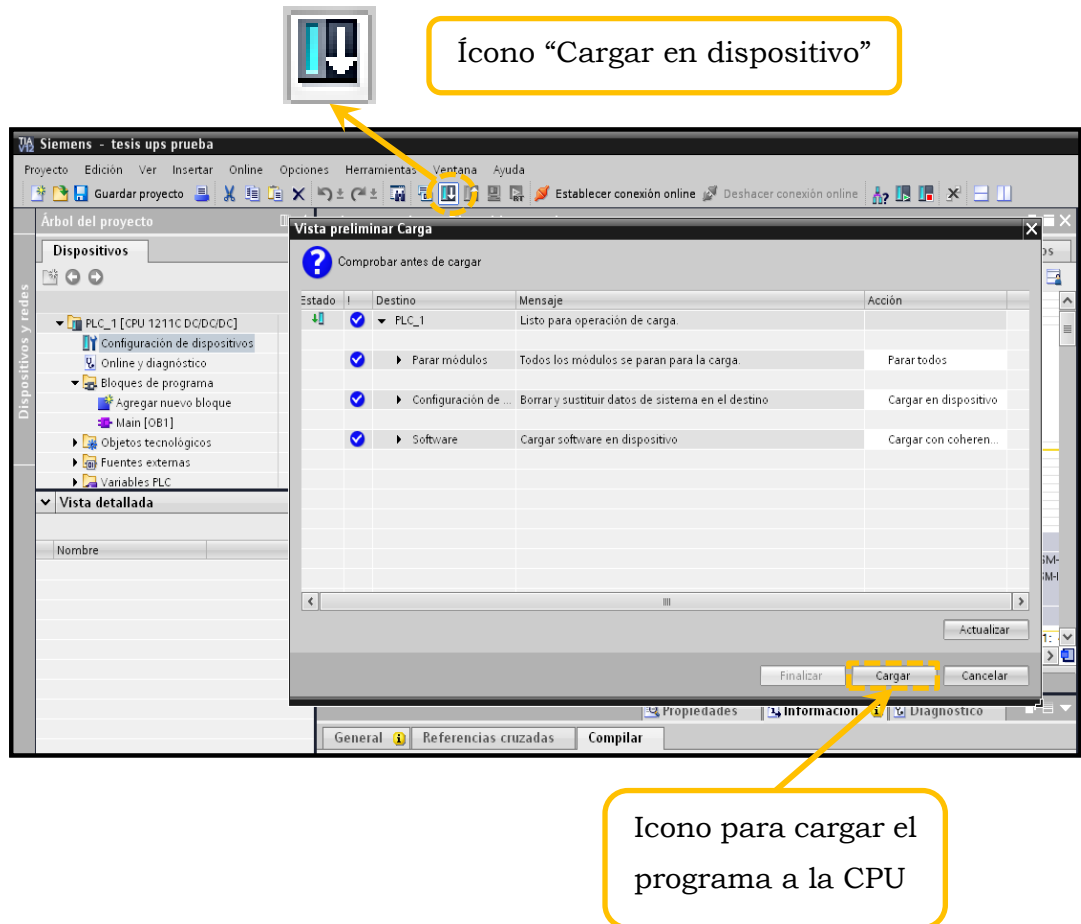 Ícono “Cargar en dispositivo”
Siemens - tesis ups prueba
Proyecto Edición Ver Insertar Online Opciones Herramientas Ventana Ayuda
Guardar proyecto Establecer conexión online Deshacer conexión online
Árbol del proyecto
Dispositivos
Dispositivos y redes
PLC_1 [CPU 1211C DC/DC/DC]
Configuración de dispositivos
Online y diagnóstico
Bloques de programa
Agregar nuevo bloque
Main [OB1]
Objetos tecnológicos
Fuentes externas
Variables PLC
Vista detallada
Nombre
Vista preliminar Carga
Comprobar antes de cargar
Estado ! Destino Mensaje Acción
PLC_1 Listo para operación de carga.
Parar módulos Todos los módulos se paran para la carga. Parar todos
Configuración de ... Borrar y sustituir datos de sistema en el destino Cargar en dispositivo
Software Cargar software en dispositivo Cargar con coheren...
Actualizar
Finalizar Cargar Cancelar
Propiedades Información Diagnóstico
General Referencias cruzadas Compilar
Icono para cargar el
programa a la CPU